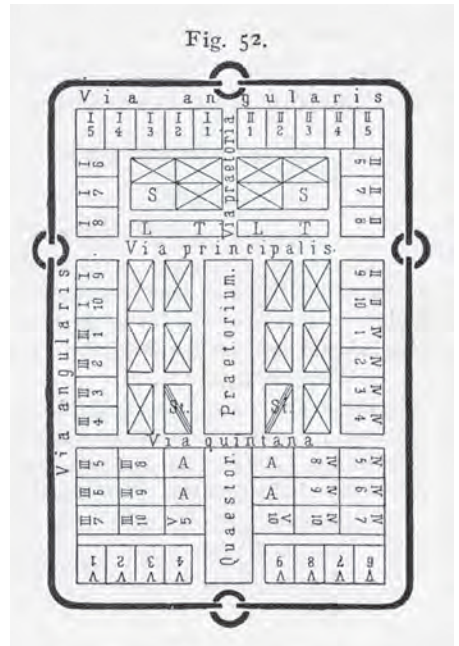 Fig. 52.
Via angularis
I 5 I 4 I 3 I 2 I 1 II 1 II 2 II 3 II 4 II 5
Via praetoria
I 6 II 6
I 7 S S II 7
I 8 II 8
L T L T
Via principalis.
Via angularis
Praetorium.
I 9 II 9
I 10 II 10
III 1 IV 1
III 2 IV 2
III 3 IV 3
III 4 St. St. IV 4
Via quintana
Quaestor.
III 5 III 8 A A IV 8 IV 5
III 6 III 9 A A IV 9 IV 6
III 7 III 10 V 5 V 10 IV 10 IV 7
V 1 V 2 V 3 V 4 V 9 V 8 V 7 V 6